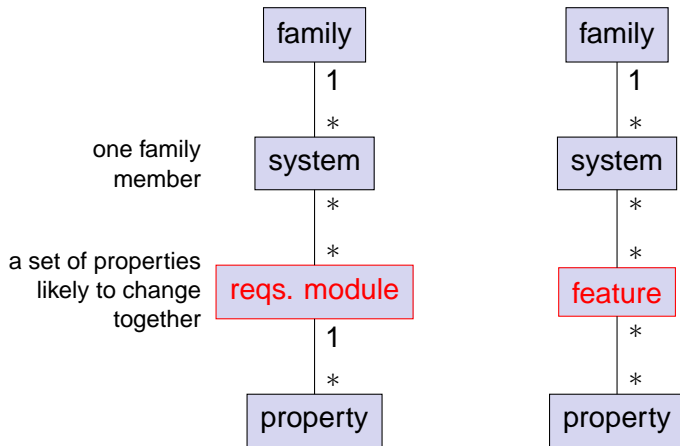 family
1
*
one family
member
system
*
*
a set of properties
likely to change
together
reqs. module
1
*
property
family
1
*
system
*
*
feature
*
*
property